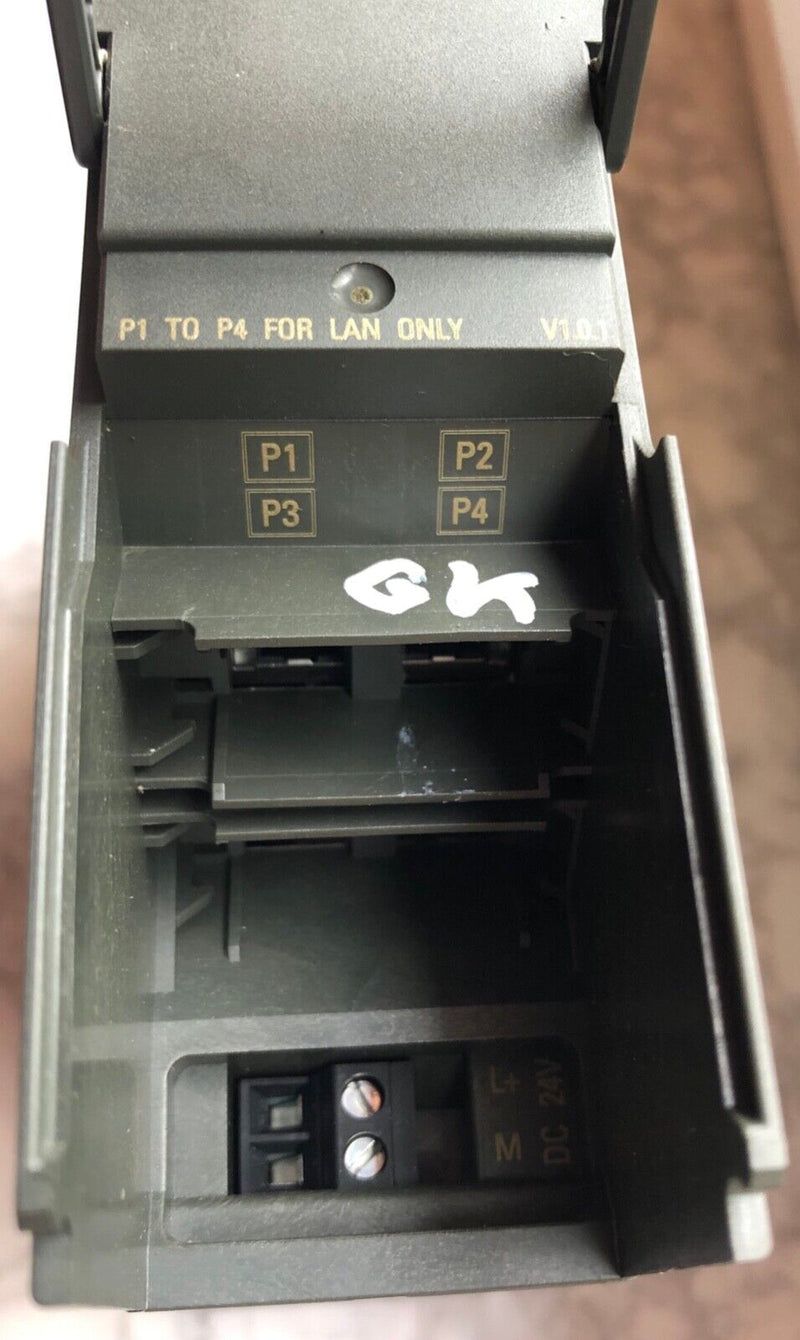 P1 TO P4 FOR LAN ONLY V1.0.1
P1 P2
P3 P4
GK
L+
M
DC 24V